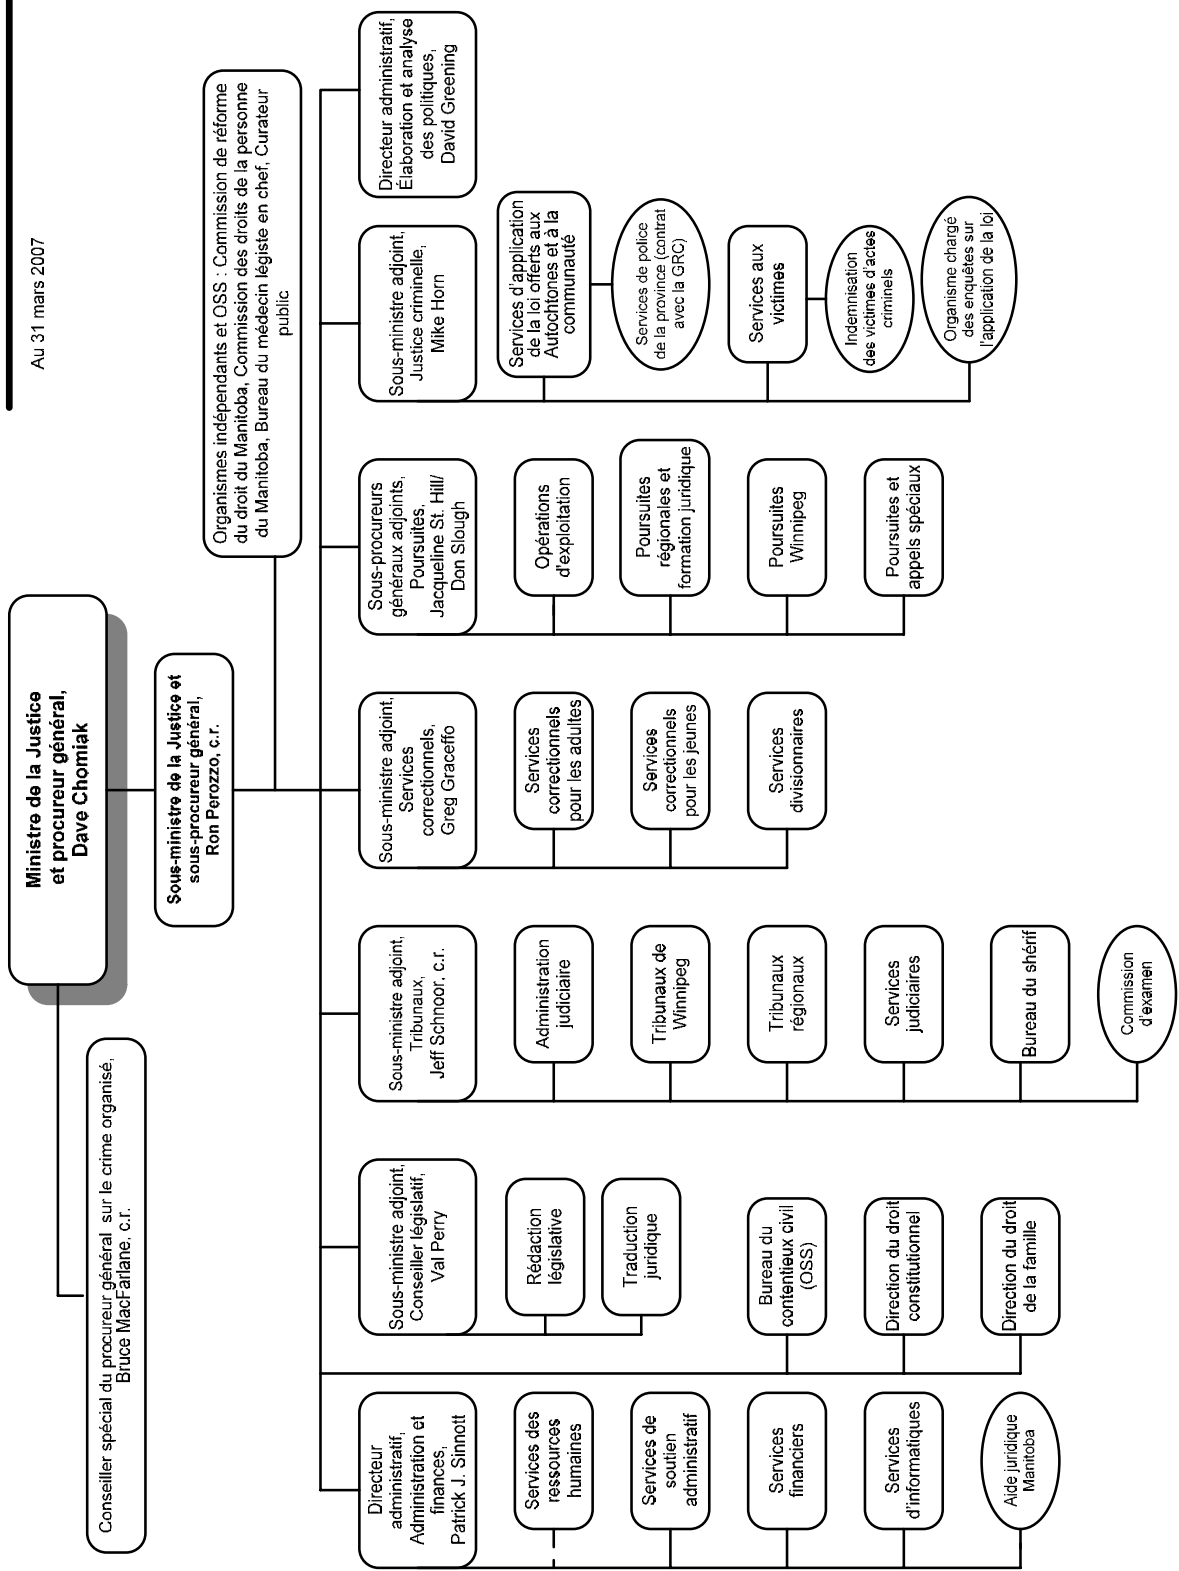 Au 31 mars 2007
Ministre de la Justice
et procureur général,
Dave Chomiak
Conseiller spécial du procureur général sur le crime organisé,
Bruce MacFarlane, c.r.
Sous-ministre de la Justice et
sous-procureur général,
Ron Perozzo, c.r.
Organismes indépendants et OSS : Commission de réforme
du droit du Manitoba, Commission des droits de la personne
du Manitoba, Bureau du médecin légiste en chef, Curateur
public
Directeur
administratif,
Administration et
finances,
Patrick J. Sinnott
Services des
ressources
humaines
Services de
soutien
administratif
Services
financiers
Services
d'informatiques
Aide juridique
Manitoba
Sous-ministre adjoint,
Conseiller législatif,
Val Perry
Rédaction
législative
Traduction
juridique
Bureau du
contentieux civil
(OSS)
Direction du droit
constitutionnel
Direction du droit
de la famille
Sous-ministre adjoint,
Tribunaux,
Jeff Schnoor, c.r.
Administration
judiciaire
Tribunaux de
Winnipeg
Tribunaux
régionaux
Services
judiciaires
Bureau du shérif
Commission
d'examen
Sous-ministre adjoint,
Services
correctionnels,
Greg Graceffo
Services
correctionnels
pour les adultes
Services
correctionnels
pour les jeunes
Services
divisionnaires
Sous-procureurs
généraux adjoints,
Poursuites,
Jacqueline St. Hill/
Don Slough
Opérations
d'exploitation
Poursuites
régionales et
formation juridique
Poursuites
Winnipeg
Poursuites et
appels spéciaux
Sous-ministre adjoint,
Justice criminelle,
Mike Horn
Services d'application
de la loi offerts aux
Autochtones et à la
communauté
Services de police
de la province (contrat
avec la GRC)
Services aux
victimes
Indemnisation
des victimes d'actes
criminels
Organisme chargé
des enquêtes sur
l'application de la loi
Directeur administratif,
Élaboration et analyse
des politiques,
David Greening